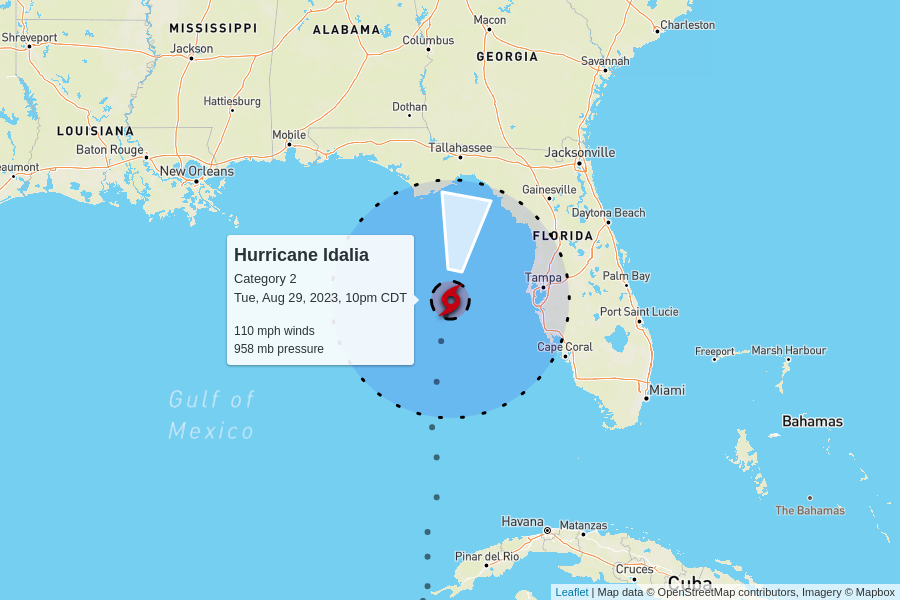 Charleston
Macon
MISSISSIPPI
ALABAMA
Shreveport
Columbus
Jackson
GEORGIA
Savannah
Hattiesburg
Dothan
LOUISIANA
Mobile
Baton Rouge
Tallahassee
Jacksonville
eaumont
New Orleans
Gainesville
Daytona Beach
FLORIDA
Hurricane Idalia
Category 2
Tue, Aug 29, 2023, 10pm CDT
110 mph winds
958 mb pressure
Tampa
Palm Bay
Port Saint Lucie
Cape Coral
Freeport
Marsh Harbour
Miami
Gulf of
Mexico
Bahamas
The Bahamas
Havana
Matanzas
Pinar del Río
Cruces
Cuba
Leaflet | Map data © OpenStreetMap contributors, Imagery © Mapbox